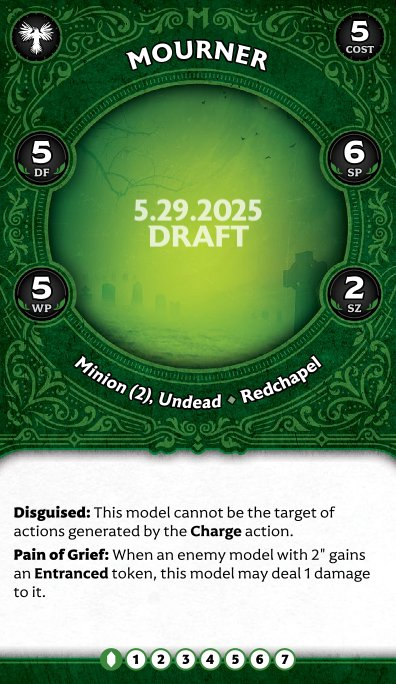 M
MOURNER
5
COST
5
DF
6
SP
5.29.2025
DRAFT
5
WP
2
SZ
Minion (2), Undead ♦ Redchapel
Disguised: This model cannot be the target of
actions generated by the Charge action.
Pain of Grief: When an enemy model with 2" gains
an Entranced token, this model may deal 1 damage
to it.
1 2 3 4 5 6 7